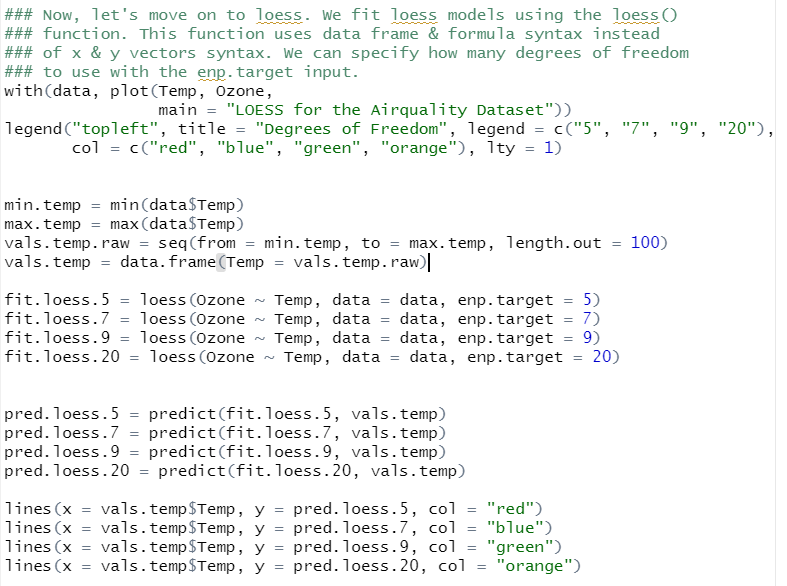 ### Now, let's move on to loess. We fit loess models using the loess()
### function. This function uses data frame & formula syntax instead
### of x & y vectors syntax. We can specify how many degrees of freedom
### to use with the enp.target input.
with(data, plot(Temp, Ozone,
                main = "LOESS for the Airquality Dataset"))
legend("topleft", title = "Degrees of Freedom", legend = c("5", "7", "9", "20"),
       col = c("red", "blue", "green", "orange"), lty = 1)
min.temp = min(data$Temp)
max.temp = max(data$Temp)
vals.temp.raw = seq(from = min.temp, to = max.temp, length.out = 100)
vals.temp = data.frame(Temp = vals.temp.raw)
fit.loess.5 = loess(Ozone ~ Temp, data = data, enp.target = 5)
fit.loess.7 = loess(Ozone ~ Temp, data = data, enp.target = 7)
fit.loess.9 = loess(Ozone ~ Temp, data = data, enp.target = 9)
fit.loess.20 = loess(Ozone ~ Temp, data = data, enp.target = 20)
pred.loess.5 = predict(fit.loess.5, vals.temp)
pred.loess.7 = predict(fit.loess.7, vals.temp)
pred.loess.9 = predict(fit.loess.9, vals.temp)
pred.loess.20 = predict(fit.loess.20, vals.temp)
lines(x = vals.temp$Temp, y = pred.loess.5, col = "red")
lines(x = vals.temp$Temp, y = pred.loess.7, col = "blue")
lines(x = vals.temp$Temp, y = pred.loess.9, col = "green")
lines(x = vals.temp$Temp, y = pred.loess.20, col = "orange")